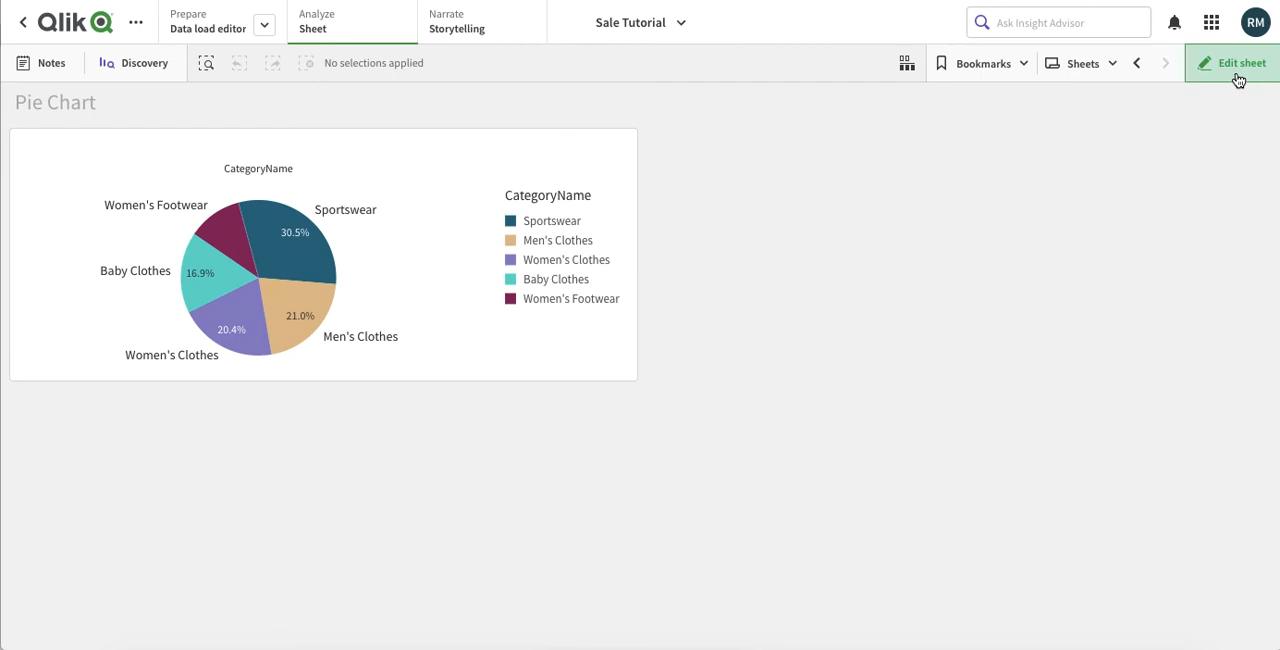 Qlik
Prepare
Data load editor
Analyze
Sheet
Narrate
Storytelling
Sale Tutorial
Ask Insight Advisor
RM
Notes
Discovery
No selections applied
Bookmarks
Sheets
Edit sheet
Pie Chart
CategoryName
Women's Footwear
Sportswear
30.5%
Baby Clothes
16.9%
21.0%
20.4%
Men's Clothes
Women's Clothes
CategoryName
Sportswear
Men's Clothes
Women's Clothes
Baby Clothes
Women's Footwear